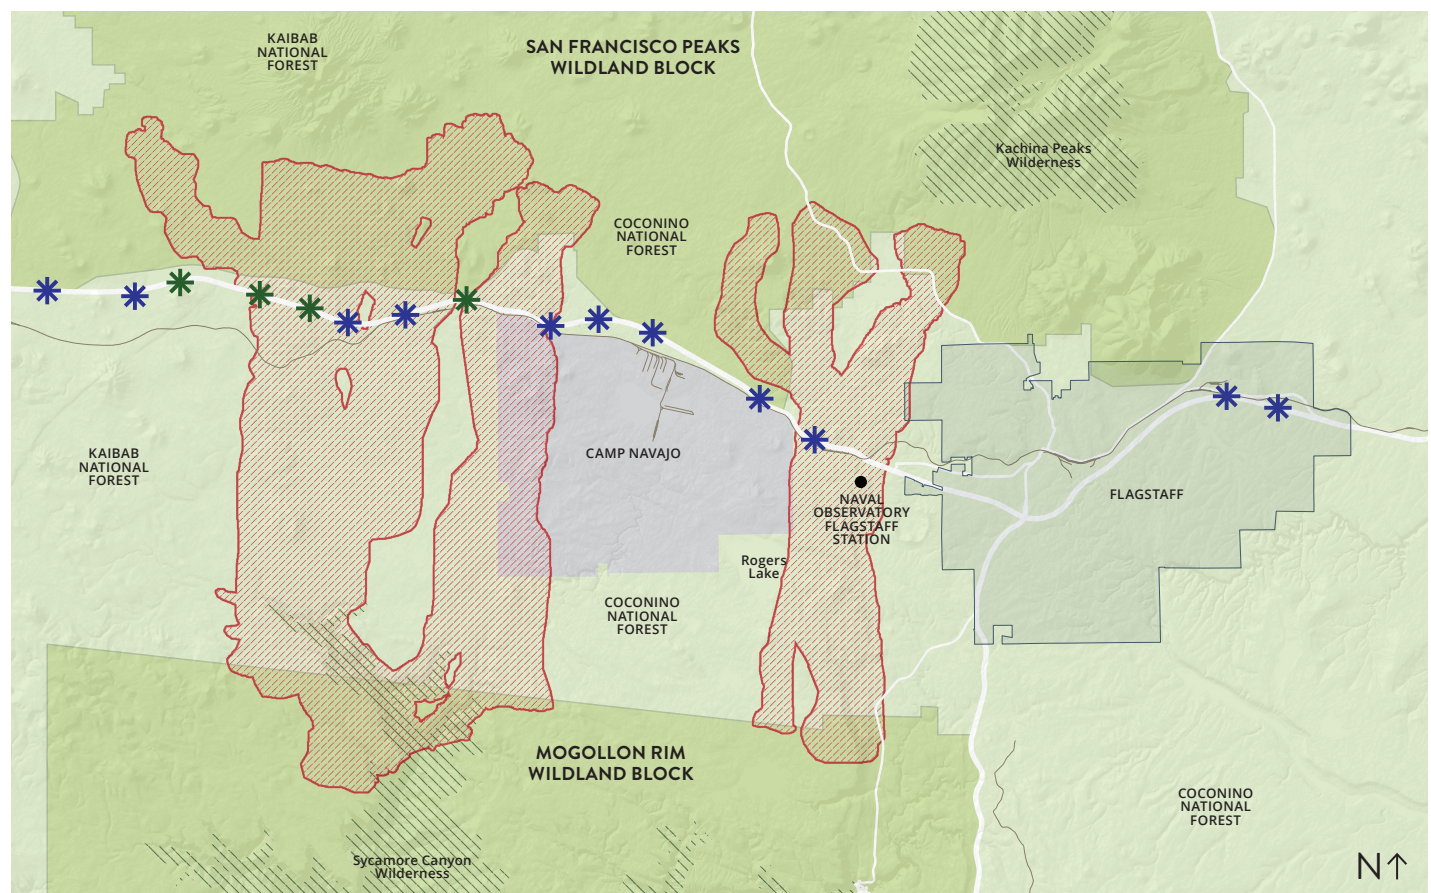 KAIBAB
NATIONAL
FOREST
SAN FRANCISCO PEAKS
WILDLAND BLOCK
Kachina Peaks
Wilderness
COCONINO
NATIONAL
FOREST
KAIBAB
NATIONAL
FOREST
CAMP NAVAJO
FLAGSTAFF
NAVAL
OBSERVATORY
FLAGSTAFF
STATION
Rogers
Lake
COCONINO
NATIONAL
FOREST
MOGOLLON RIM
WILDLAND BLOCK
COCONINO
NATIONAL
FOREST
Sycamore Canyon
Wilderness
N↑